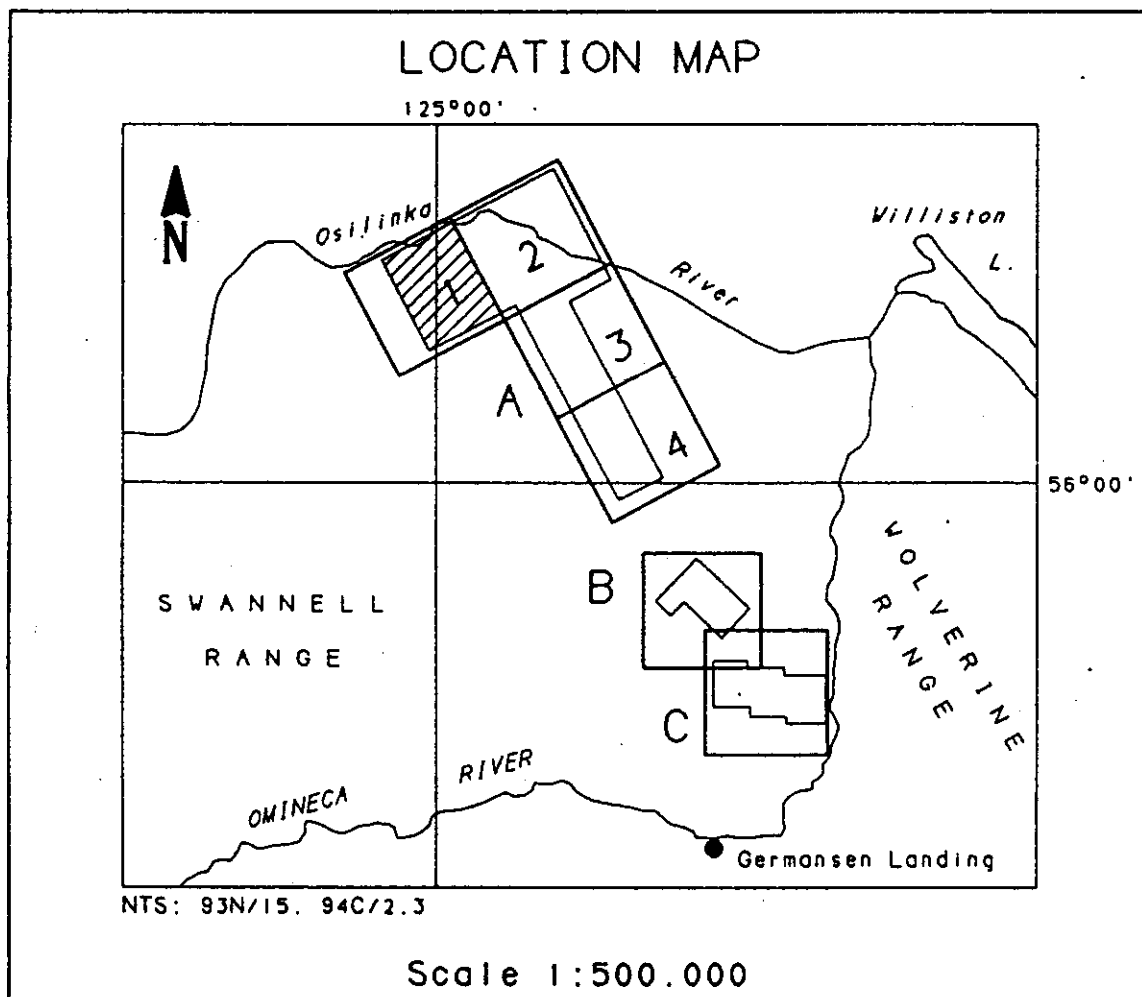 LOCATION MAP
125°00'
N
Osilinka
River
Williston
L.
1
2
3
4
A
56°00'
B
C
SWANNELL
RANGE
WOLVERINE
RANGE
OMINECA
RIVER
Germansen Landing
NTS: 93N/15. 94C/2.3
Scale 1:500.000